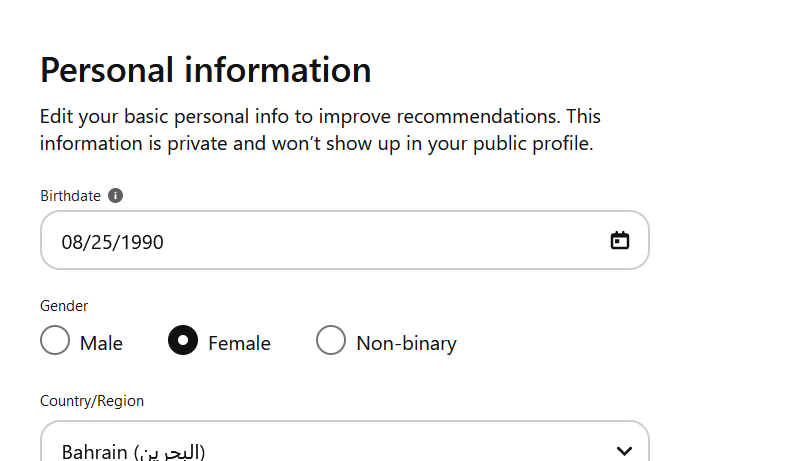 Personal information
Edit your basic personal info to improve recommendations. This
information is private and won’t show up in your public profile.
Birthdate
08/25/1990
Gender
Male Female Non-binary
Country/Region
Bahrain (البحرين)